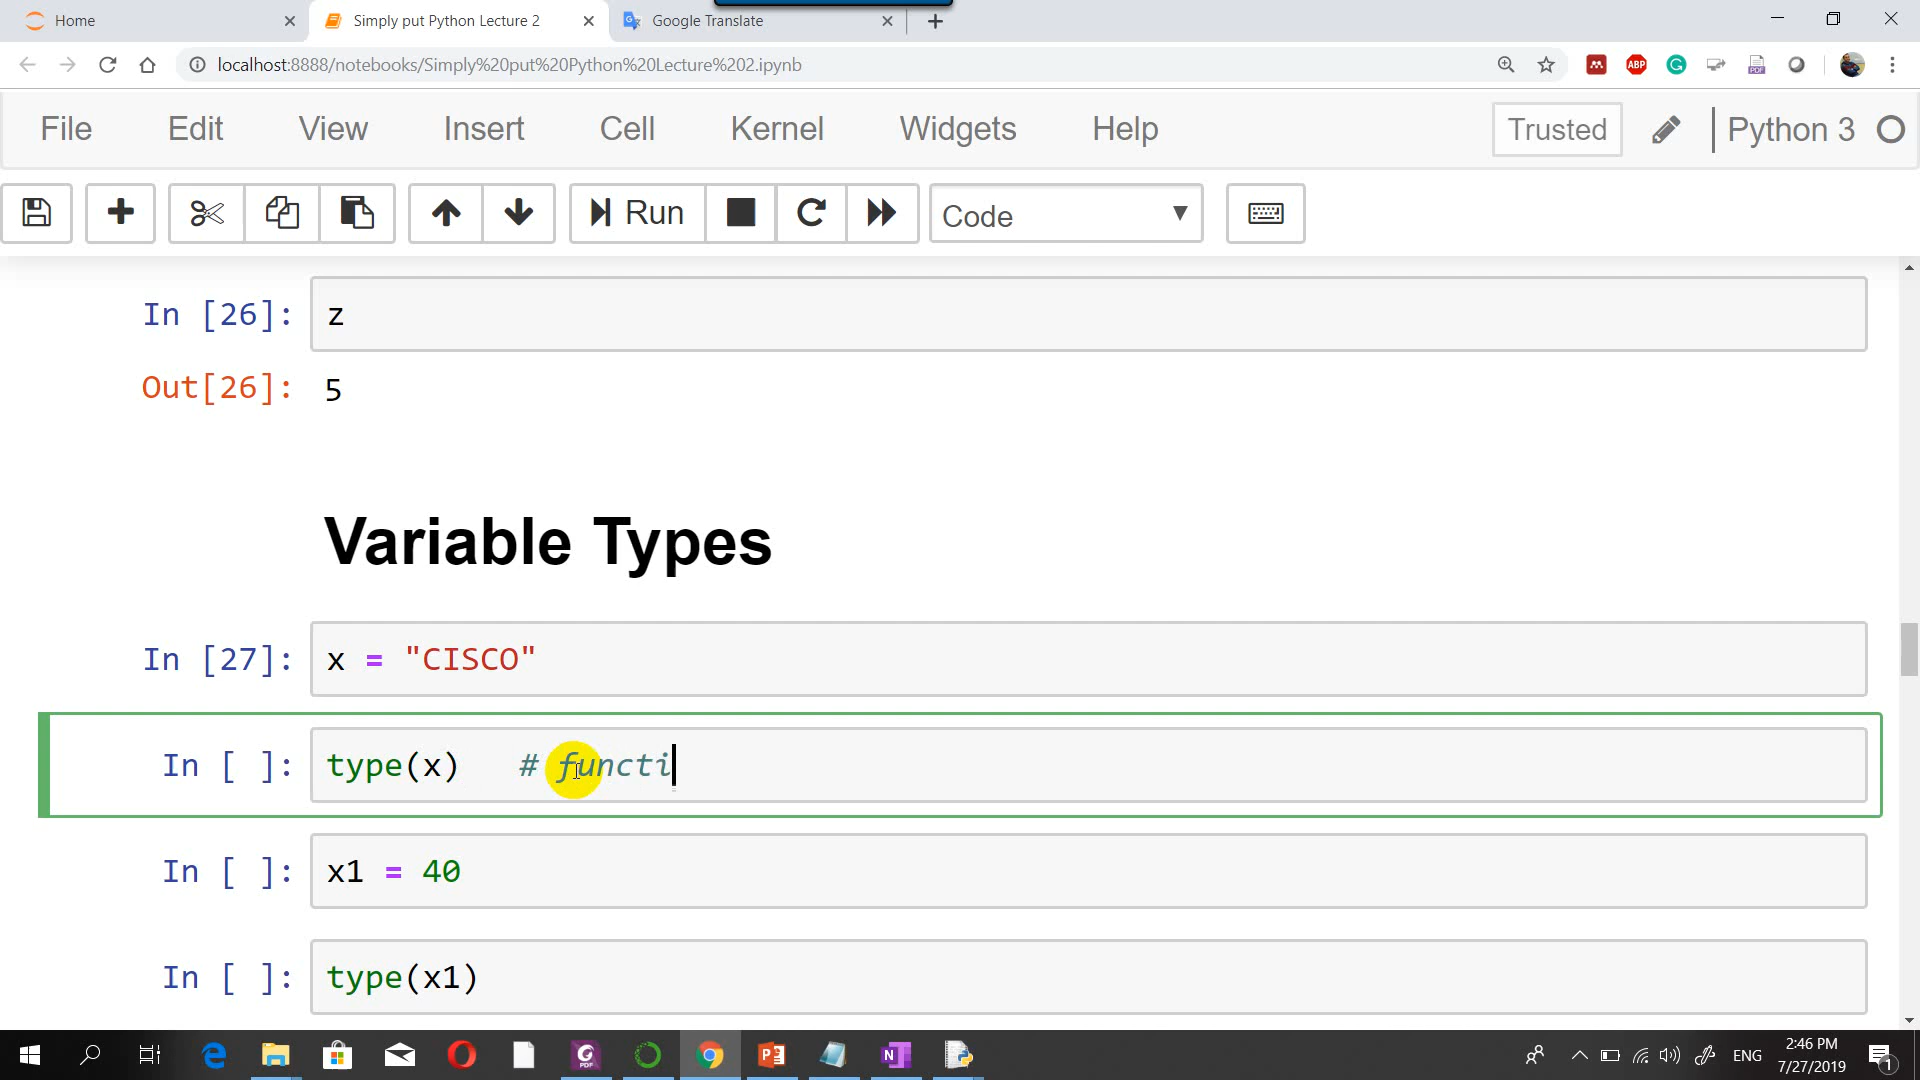 Home
Simply put Python Lecture 2
Google Translate
localhost:8888/notebooks/Simply%20put%20Python%20Lecture%202.ipynb
ABP
File Edit View Insert Cell Kernel Widgets Help Trusted Python 3
Run
Code
In [26]: z
Out[26]: 5
Variable Types
In [27]: x = "CISCO"
In [ ]: type(x) # functi
In [ ]: x1 = 40
In [ ]: type(x1)
ENG
2:46 PM
7/27/2019
1